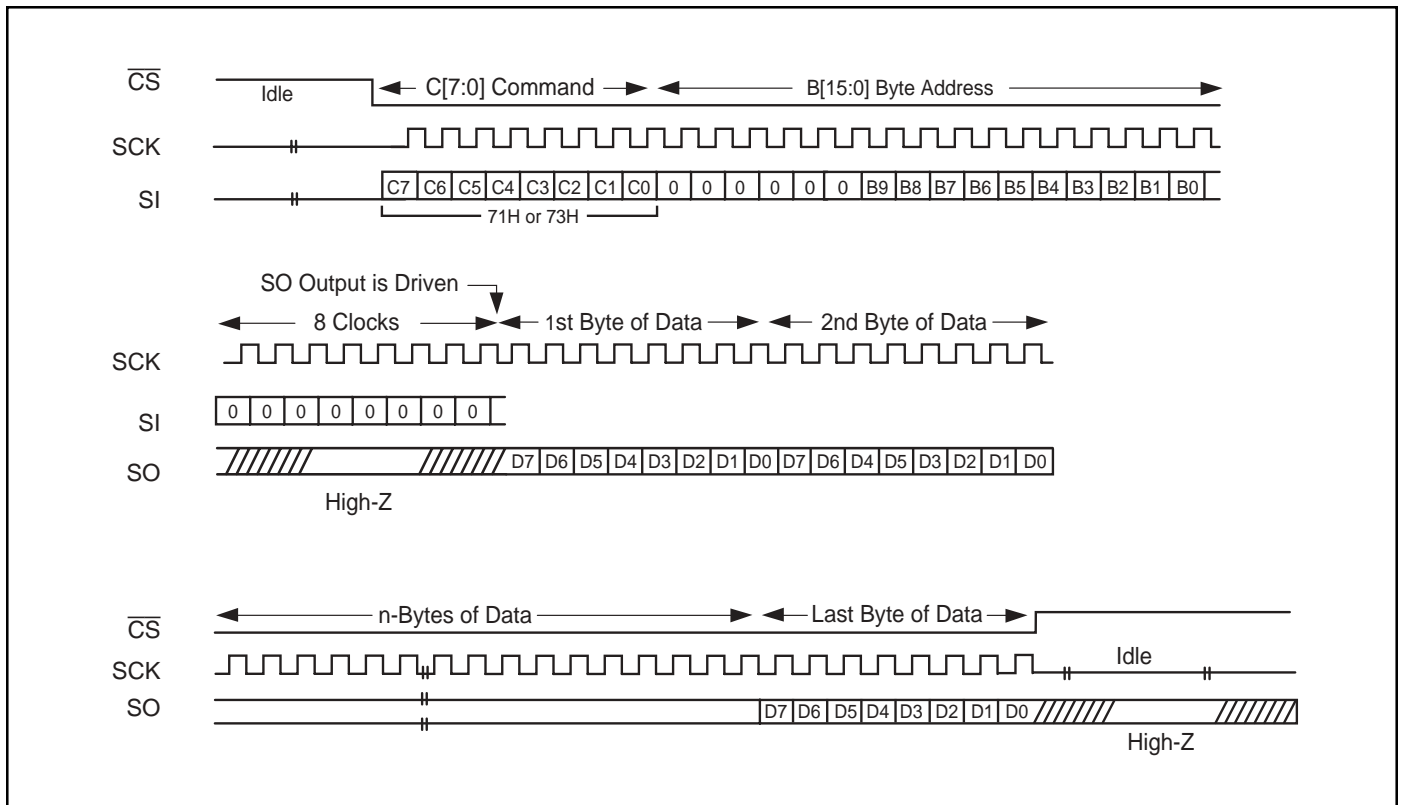 CS
Idle
C[7:0] Command
B[15:0] Byte Address
SCK
SI
C7 C6 C5 C4 C3 C2 C1 C0 0 0 0 0 0 0 B9 B8 B7 B6 B5 B4 B3 B2 B1 B0
71H or 73H
SO Output is Driven
8 Clocks
1st Byte of Data
2nd Byte of Data
SCK
SI
0 0 0 0 0 0 0 0
SO
D7 D6 D5 D4 D3 D2 D1 D0 D7 D6 D4 D5 D3 D2 D1 D0
High-Z
CS
n-Bytes of Data
Last Byte of Data
SCK
Idle
SO
D7 D6 D5 D4 D3 D2 D1 D0
High-Z